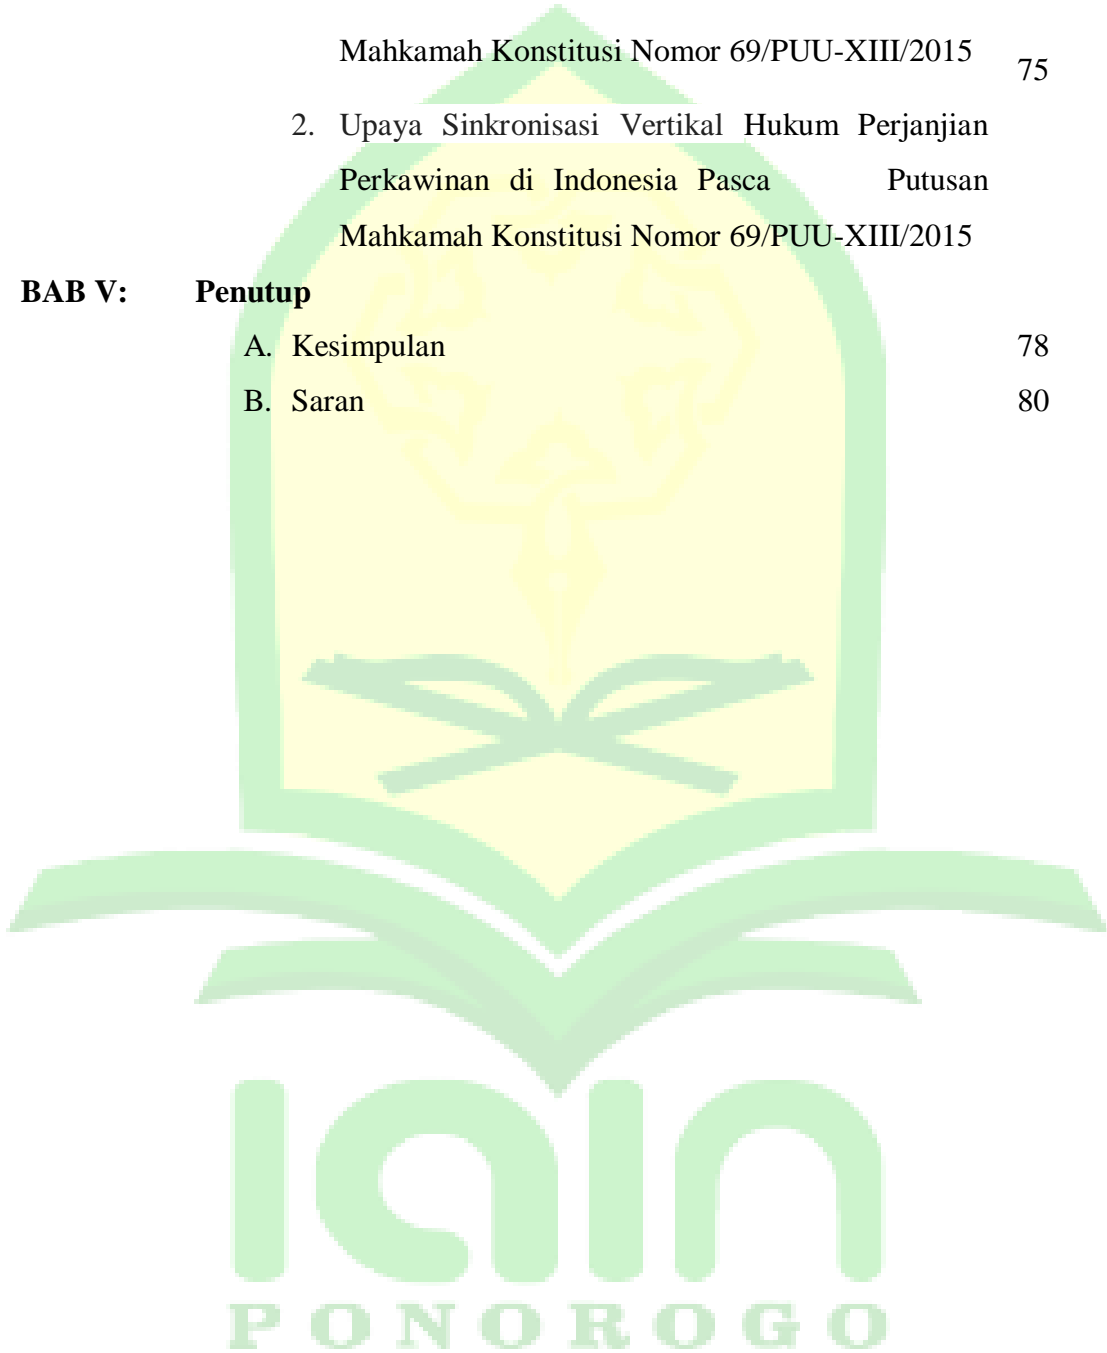 Mahkamah Konstitusi Nomor 69/PUU-XIII/2015 75
2. Upaya Sinkronisasi Vertikal Hukum Perjanjian
Perkawinan di Indonesia Pasca Putusan
Mahkamah Konstitusi Nomor 69/PUU-XIII/2015
BAB V: Penutup
A. Kesimpulan 78
B. Saran 80
iain
PONOROGO